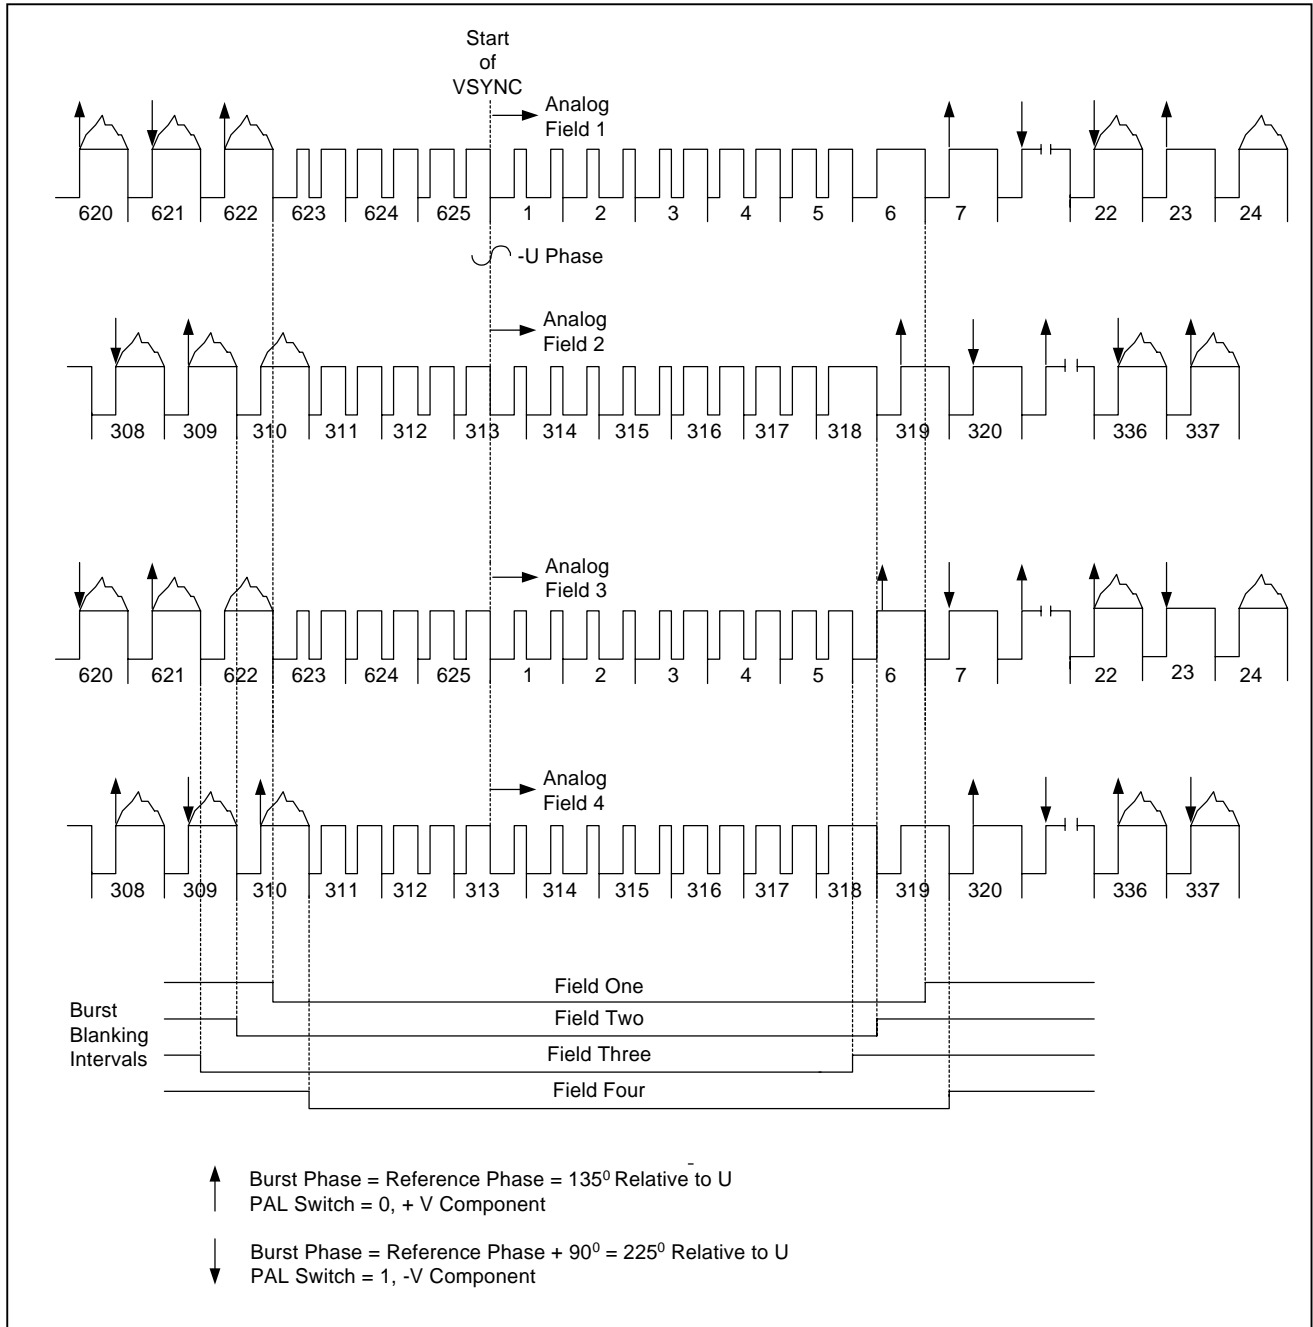 Start
of
VSYNC
Analog
Field 1
620 621 622 623 624 625 1 2 3 4 5 6 7 22 23 24
-U Phase
Analog
Field 2
308 309 310 311 312 313 314 315 316 317 318 319 320 336 337
Analog
Field 3
620 621 622 623 624 625 1 2 3 4 5 6 7 22 23 24
Analog
Field 4
308 309 310 311 312 313 314 315 316 317 318 319 320 336 337
Burst
Blanking
Intervals
Field One
Field Two
Field Three
Field Four
Burst Phase = Reference Phase = 135⁰ Relative to U
PAL Switch = 0, + V Component
Burst Phase = Reference Phase + 90⁰ = 225⁰ Relative to U
PAL Switch = 1, -V Component